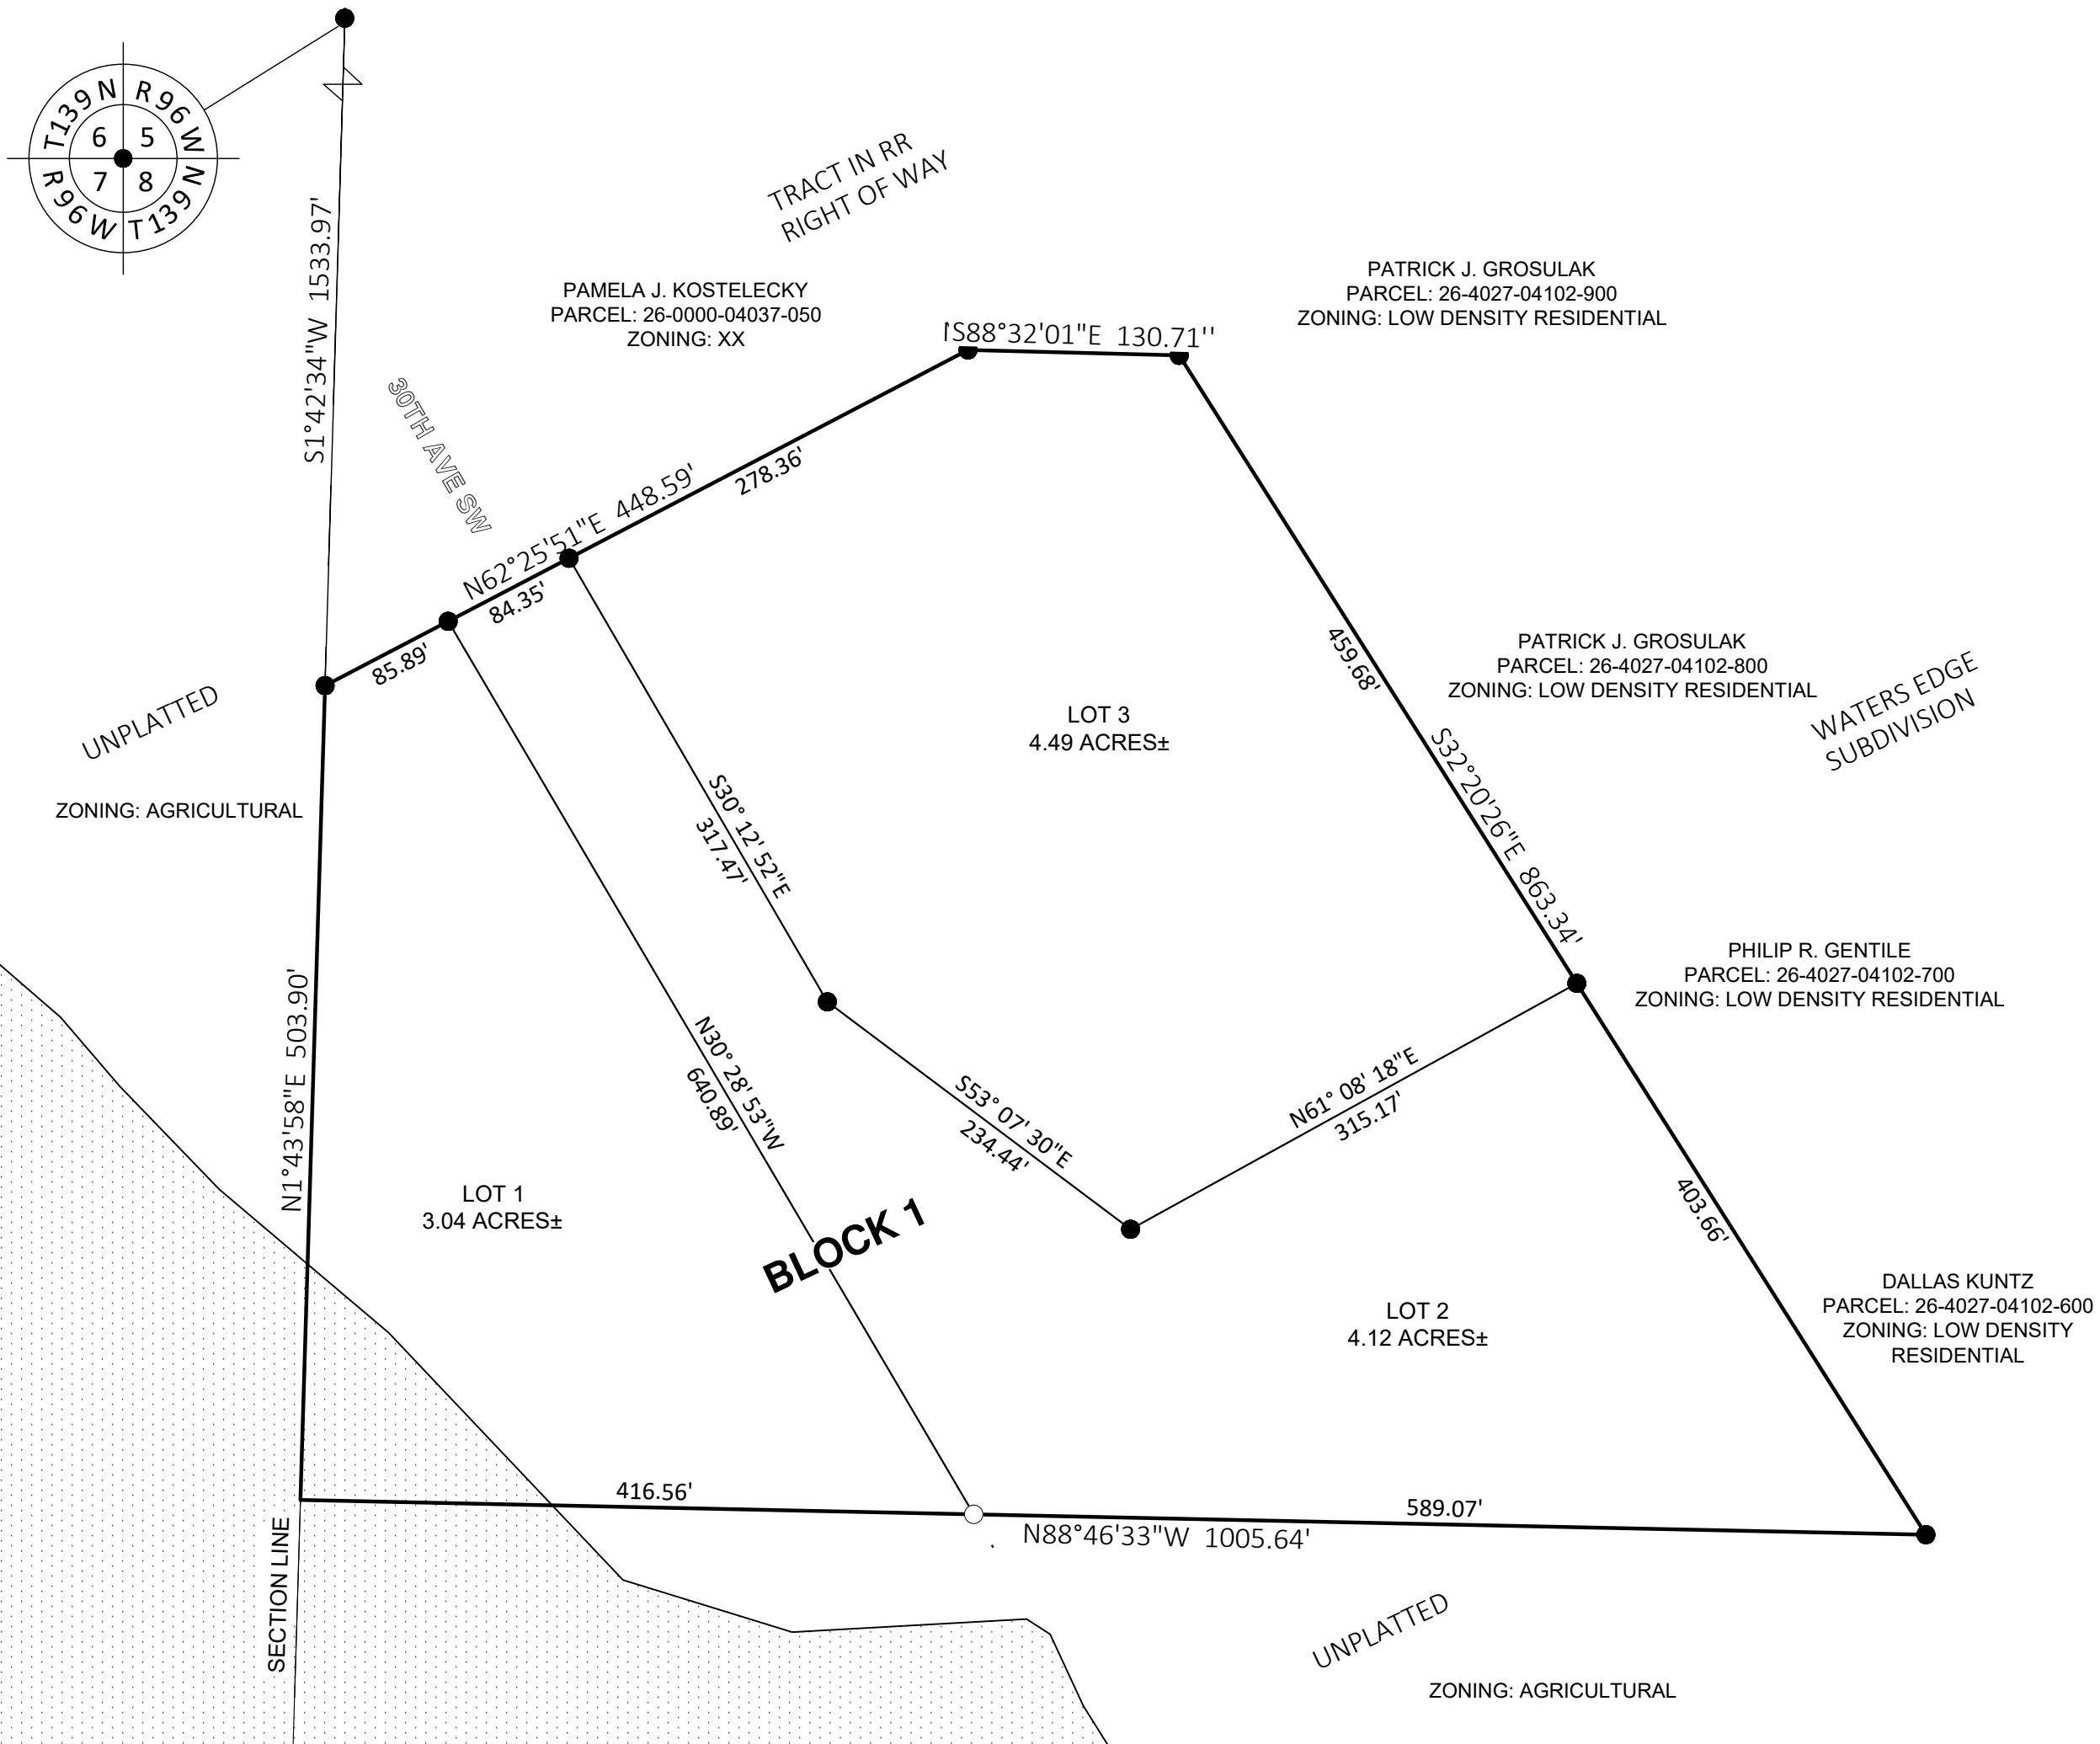 T139N R96W
6 5
7 8
R96W T139N
S1°42'34"W 1533.97'
TRACT IN RR
RIGHT OF WAY
PAMELA J. KOSTELECKY
PARCEL: 26-0000-04037-050
ZONING: XX
PATRICK J. GROSULAK
PARCEL: 26-4027-04102-900
ZONING: LOW DENSITY RESIDENTIAL
S88°32'01"E 130.71''
30TH AVE SW
N62°25'51"E 448.59'
278.36'
84.35'
85.89'
459.68'
PATRICK J. GROSULAK
PARCEL: 26-4027-04102-800
ZONING: LOW DENSITY RESIDENTIAL
WATERS EDGE
SUBDIVISION
UNPLATTED
ZONING: AGRICULTURAL
LOT 3
4.49 ACRES±
S30° 12' 52"E
317.47'
S32°20'26"E 863.34'
PHILIP R. GENTILE
PARCEL: 26-4027-04102-700
ZONING: LOW DENSITY RESIDENTIAL
N1°43'58"E 503.90'
N30° 28' 53"W
640.89'
S53° 07' 30"E
234.44'
N61° 08' 18"E
315.17'
LOT 1
3.04 ACRES±
BLOCK 1
403.66'
LOT 2
4.12 ACRES±
DALLAS KUNTZ
PARCEL: 26-4027-04102-600
ZONING: LOW DENSITY
RESIDENTIAL
416.56'
589.07'
N88°46'33"W 1005.64'
SECTION LINE
UNPLATTED
ZONING: AGRICULTURAL